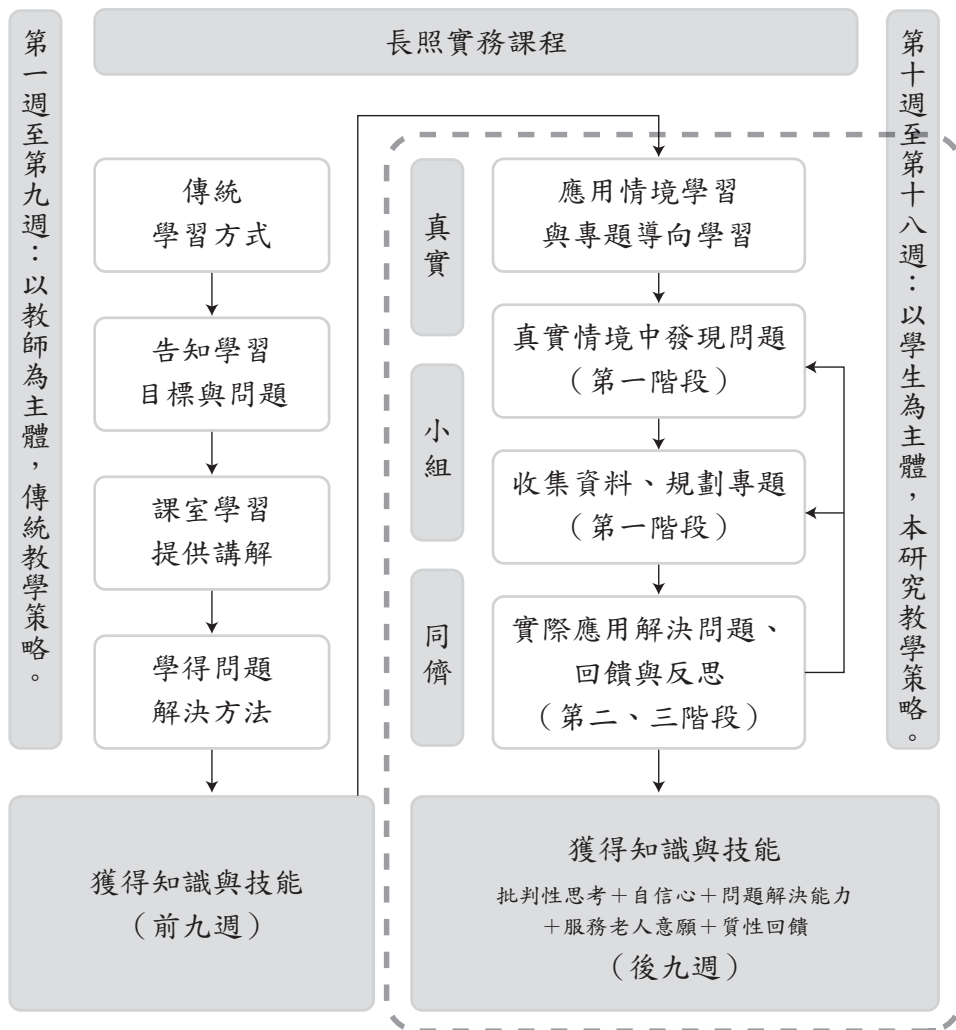 長照實務課程
第一週至第九週：以教師為主體，傳統教學策略。
傳統
學習方式
告知學習
目標與問題
課室學習
提供講解
學得問題
解決方法
獲得知識與技能
（前九週）
真實
小組
同儕
應用情境學習
與專題導向學習
真實情境中發現問題
（第一階段）
收集資料、規劃專題
（第一階段）
實際應用解決問題、
回饋與反思
（第二、三階段）
獲得知識與技能
批判性思考＋自信心＋問題解決能力
＋服務老人意願＋質性回饋
（後九週）
第十週至第十八週：以學生為主體，本研究教學策略。